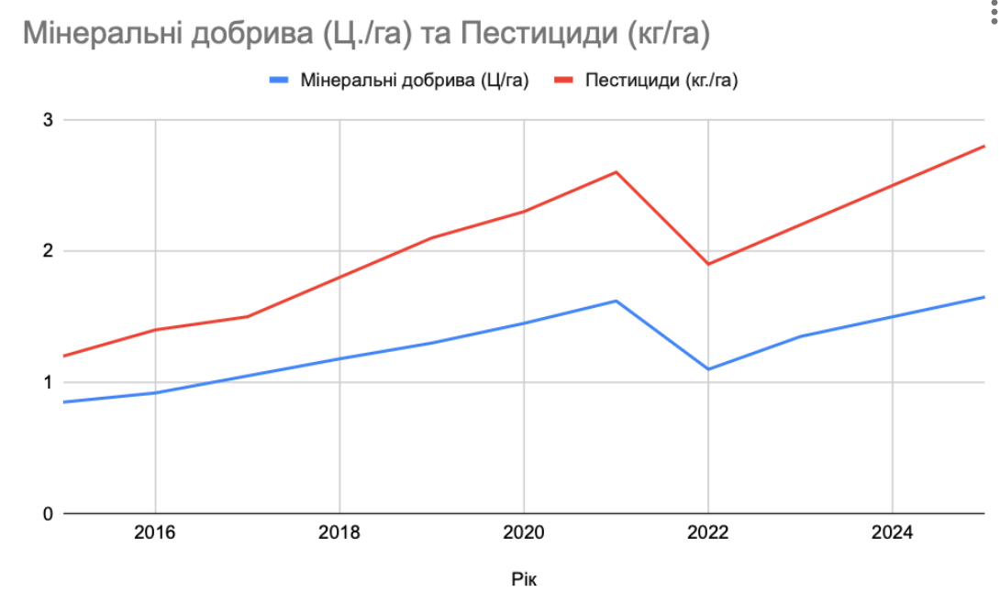 Мінеральні добрива (Ц./га) та Пестициди (кг/га)
Мінеральні добрива (Ц/га) Пестициди (кг./га)
3
2
1
0
2016 2018 2020 2022 2024
Рік